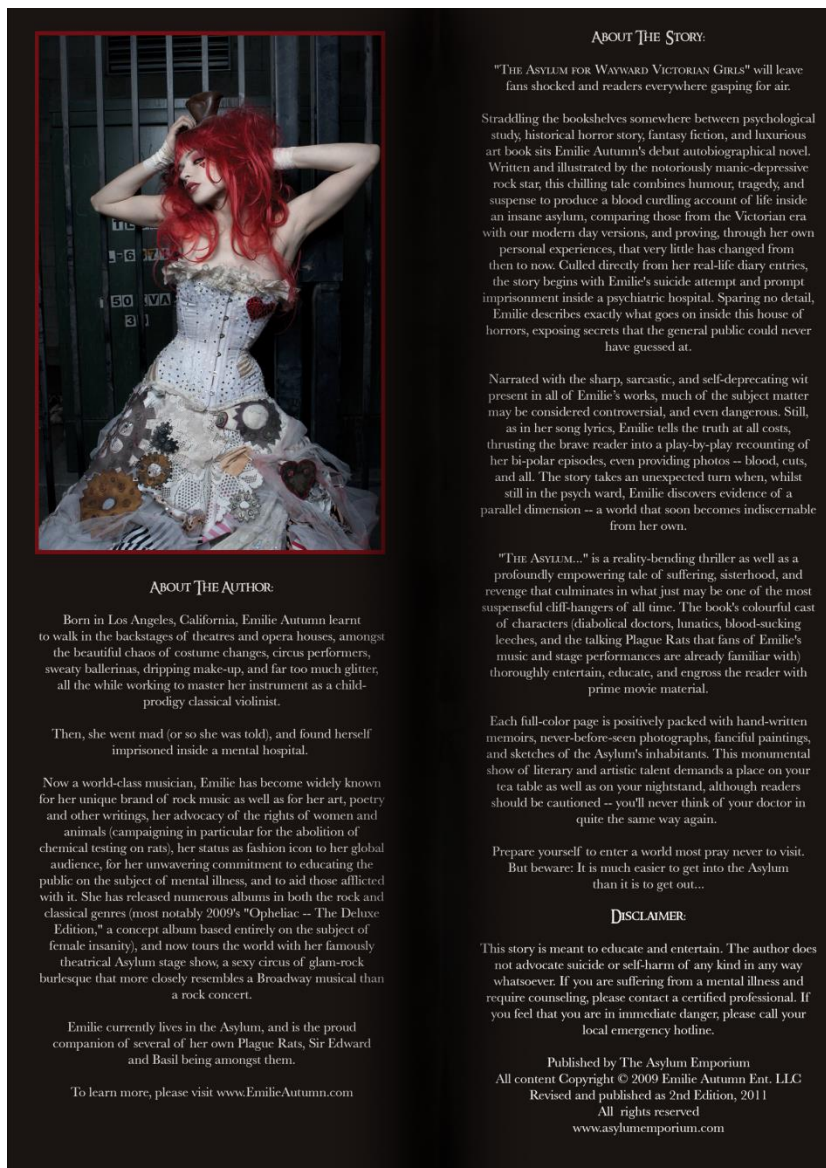 ABOUT THE AUTHOR:
Born in Los Angeles, California, Emilie Autumn learnt
to walk in the backstages of theatres and opera houses, amongst
the beautiful chaos of costume changes, circus performers,
sweaty ballerinas, dripping make-up, and far too much glitter,
all the while working to master her instrument as a child-
prodigy classical violinist.
Then, she went mad (or so she was told), and found herself
imprisoned inside a mental hospital.
Now a world-class musician, Emilie has become widely known
for her unique brand of rock music as well as for her art, poetry
and other writings, her advocacy of the rights of women and
animals (campaigning in particular for the abolition of
chemical testing on rats), her status as fashion icon to her global
audience, for her unwavering commitment to educating the
public on the subject of mental illness, and to aid those afflicted
with it. She has released numerous albums in both the rock and
classical genres (most notably 2009's "Opheliac -- The Deluxe
Edition," a concept album based entirely on the subject of
female insanity), and now tours the world with her famously
theatrical Asylum stage show, a sexy circus of glam-rock
burlesque that more closely resembles a Broadway musical than
a rock concert.
Emilie currently lives in the Asylum, and is the proud
companion of several of her own Plague Rats, Sir Edward
and Basil being amongst them.
To learn more, please visit www.EmilieAutumn.com
ABOUT THE STORY:
"THE ASYLUM FOR WAYWARD VICTORIAN GIRLS" will leave
fans shocked and readers everywhere gasping for air.
Straddling the bookshelves somewhere between psychological
study, historical horror story, fantasy fiction, and luxurious
art book sits Emilie Autumn's debut autobiographical novel.
Written and illustrated by the notoriously manic-depressive
rock star, this chilling tale combines humour, tragedy, and
suspense to produce a blood curdling account of life inside
an insane asylum, comparing those from the Victorian era
with our modern day versions, and proving, through her own
personal experiences, that very little has changed from
then to now. Culled directly from her real-life diary entries,
the story begins with Emilie's suicide attempt and prompt
imprisonment inside a psychiatric hospital. Sparing no detail,
Emilie describes exactly what goes on inside this house of
horrors, exposing secrets that the general public could never
have guessed at.
Narrated with the sharp, sarcastic, and self-deprecating wit
present in all of Emilie's works, much of the subject matter
may be considered controversial, and even dangerous. Still,
as in her song lyrics, Emilie tells the truth at all costs,
thrusting the brave reader into a play-by-play recounting of
her bi-polar episodes, even providing photos -- blood, cuts,
and all. The story takes an unexpected turn when, whilst
still in the psych ward, Emilie discovers evidence of a
parallel dimension -- a world that soon becomes indiscernable
from her own.
"THE ASYLUM..." is a reality-bending thriller as well as a
profoundly empowering tale of suffering, sisterhood, and
revenge that culminates in what just may be one of the most
suspenseful cliff-hangers of all time. The book's colourful cast
of characters (diabolical doctors, lunatics, blood-sucking
leeches, and the talking Plague Rats that fans of Emilie's
music and stage performances are already familiar with)
thoroughly entertain, educate, and engross the reader with
prime movie material.
Each full-color page is positively packed with hand-written
memoirs, never-before-seen photographs, fanciful paintings,
and sketches of the Asylum's inhabitants. This monumental
show of literary and artistic talent demands a place on your
tea table as well as on your nightstand, although readers
should be cautioned -- you'll never think of your doctor in
quite the same way again.
Prepare yourself to enter a world most pray never to visit.
But beware: It is much easier to get into the Asylum
than it is to get out...
DISCLAIMER:
This story is meant to educate and entertain. The author does
not advocate suicide or self-harm of any kind in any way
whatsoever. If you are suffering from a mental illness and
require counseling, please contact a certified professional. If
you feel that you are in immediate danger, please call your
local emergency hotline.
Published by The Asylum Emporium
All content Copyright © 2009 Emilie Autumn Ent. LLC
Revised and published as 2nd Edition, 2011
All rights reserved
www.asylumemporium.com